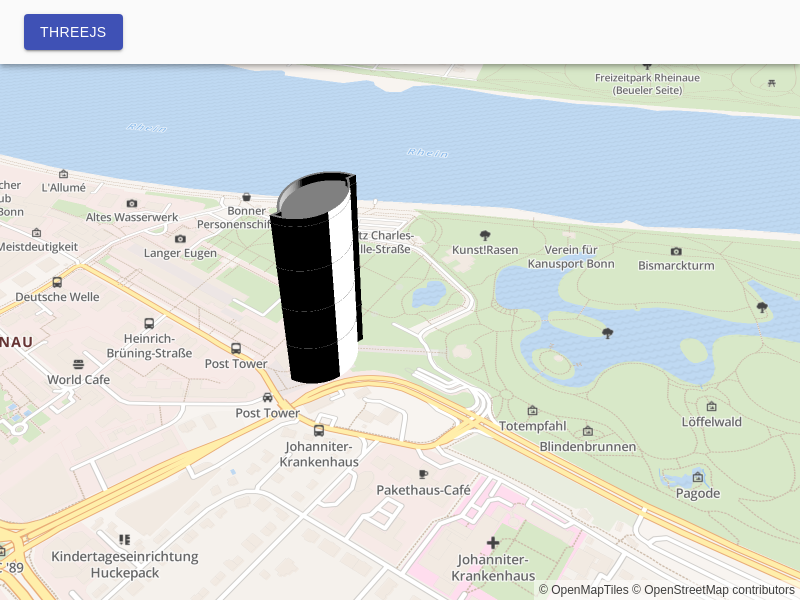 THREEJS
Freizeitpark Rheinaue
(Beueler Seite)
Rhein
Rhein
L'Allumé
cher
ub
Bonn
Altes Wasserwerk
Bonner
Personenschif
Meistdeutigkeit
Langer Eugen
tz Charles-
lle-Straße
Kunst!Rasen
Verein für
Kanusport Bonn
Bismarckturm
Deutsche Welle
NAU
Heinrich-
Brüning-Straße
Post Tower
World Cafe
Post Tower
Johanniter-
Krankenhaus
Totempfahl
Blindenbrunnen
Löffelwald
Pakethaus-Café
Pagode
Kindertageseinrichtung
Huckepack
Johanniter-
Krankenhaus
'89
© OpenMapTiles © OpenStreetMap contributors